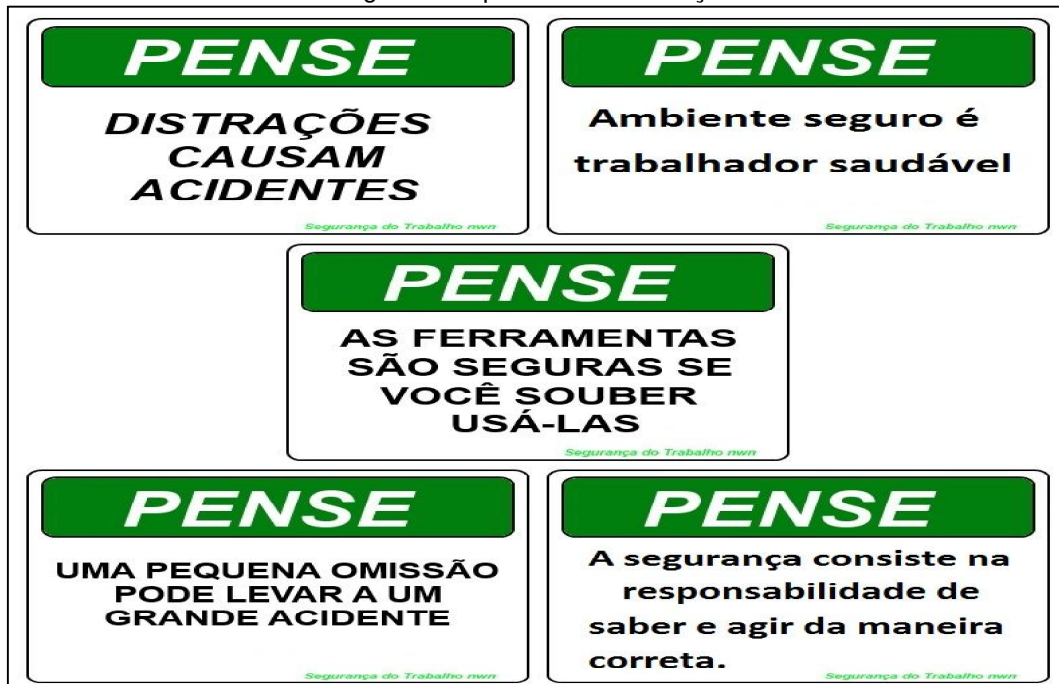 PENSE
DISTRAÇÕES
CAUSAM
ACIDENTES
Segurança do Trabalho nwn
PENSE
Ambiente seguro é
trabalhador saudável
Segurança do Trabalho nwn
PENSE
AS FERRAMENTAS
SÃO SEGURAS SE
VOCÊ SOUBER
USÁ-LAS
Segurança do Trabalho nwn
PENSE
UMA PEQUENA OMISSÃO
PODE LEVAR A UM
GRANDE ACIDENTE
Segurança do Trabalho nwn
PENSE
A segurança consiste na
responsabilidade de
saber e agir da maneira
correta.
Segurança do Trabalho nwn